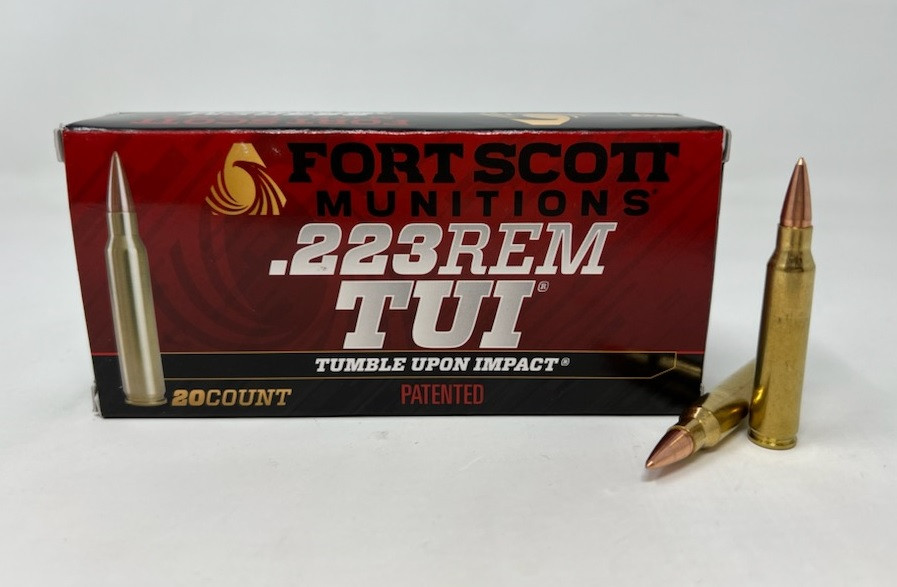 FORT SCOTT
MUNITIONS®
.223REM
TUI®
TUMBLE UPON IMPACT®
20COUNT
PATENTED